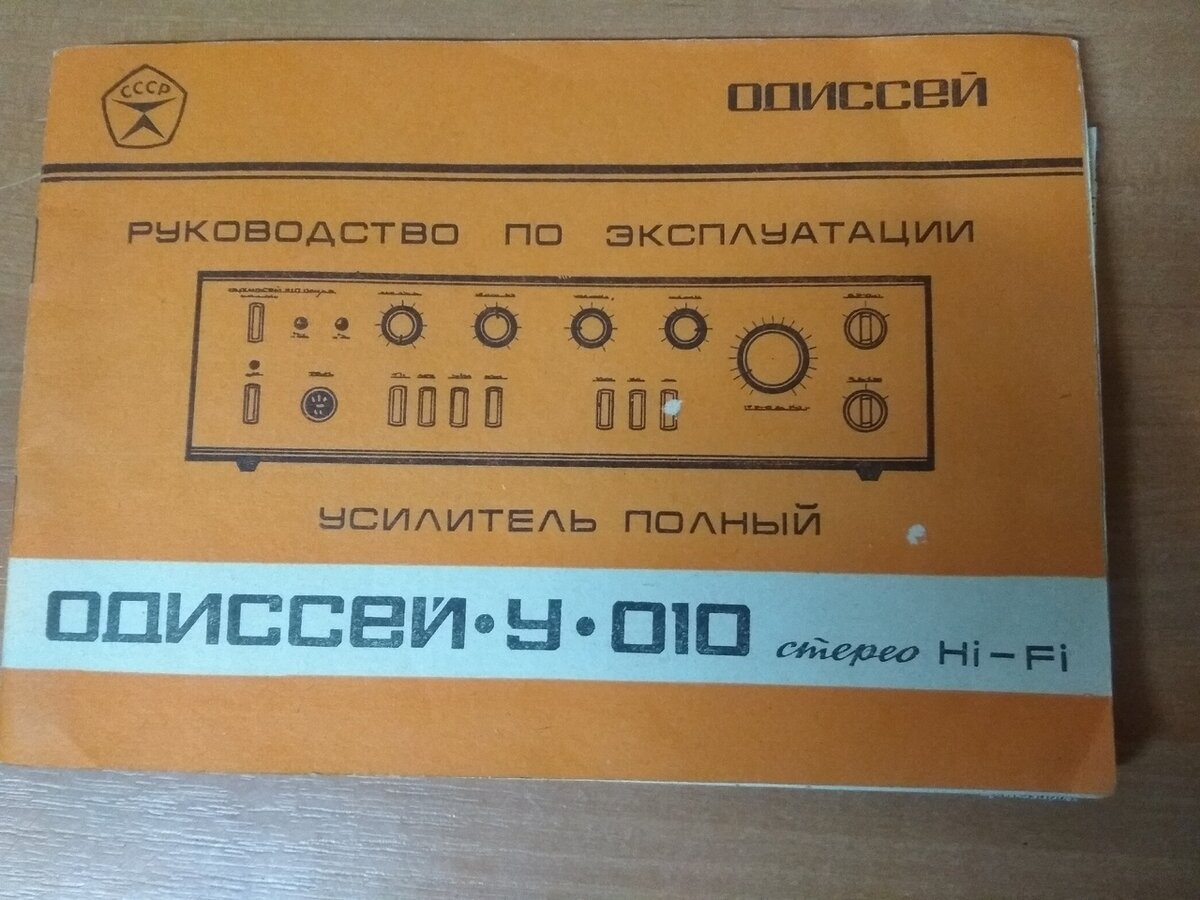 СССР
ОДИССЕЙ
РУКОВОДСТВО ПО ЭКСПЛУАТАЦИИ
УСИЛИТЕЛЬ ПОЛНЫЙ
ОДИССЕЙ·У·010 стерео Hi-Fi